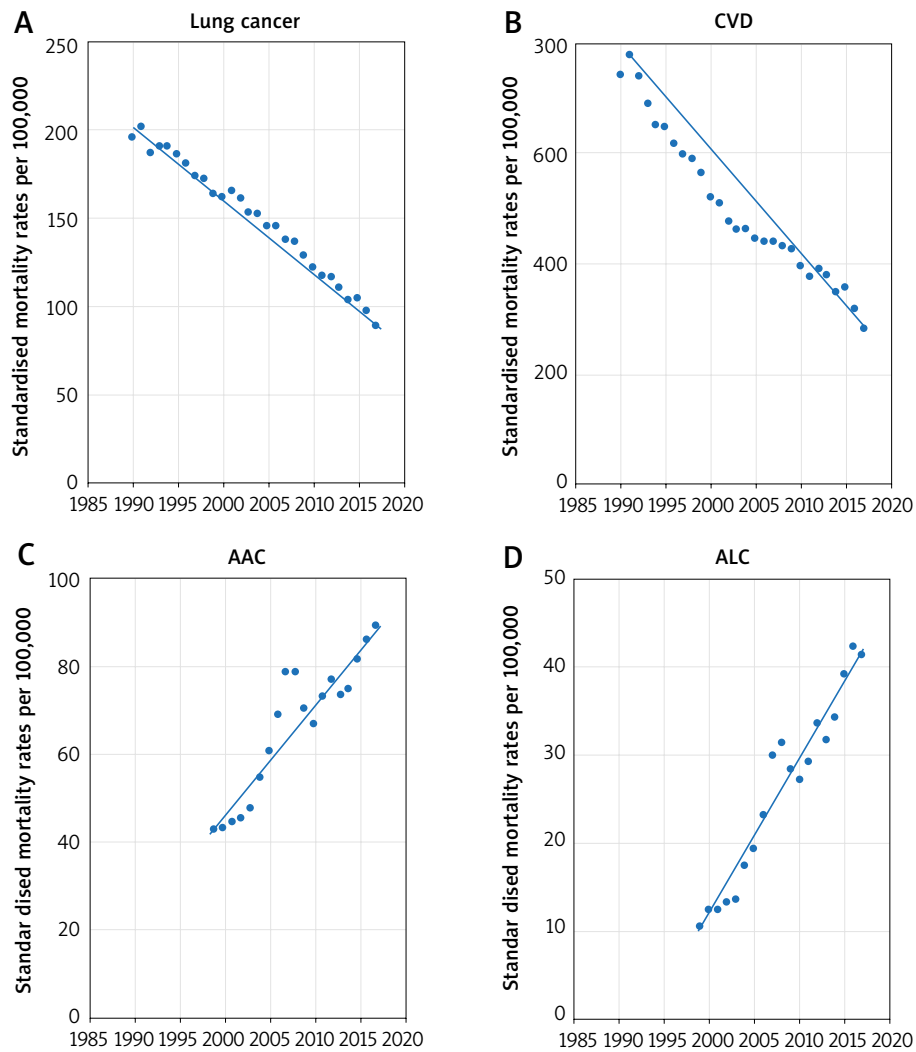 A
Lung cancer
Standardised mortality rates per 100,000
250
200
150
100
50
0
1985 1990 1995 2000 2005 2010 2015 2020
B
CVD
Standardised mortality rates per 100,000
300
600
400
200
0
1985 1990 1995 2000 2005 2010 2015 2020
C
AAC
Standar dised mortality rates per 100,000
100
80
60
40
20
0
1985 1990 1995 2000 2005 2010 2015 2020
D
ALC
Standar dised mortality rates per 100,000
50
40
30
20
10
0
1985 1990 1995 2000 2005 2010 2015 2020